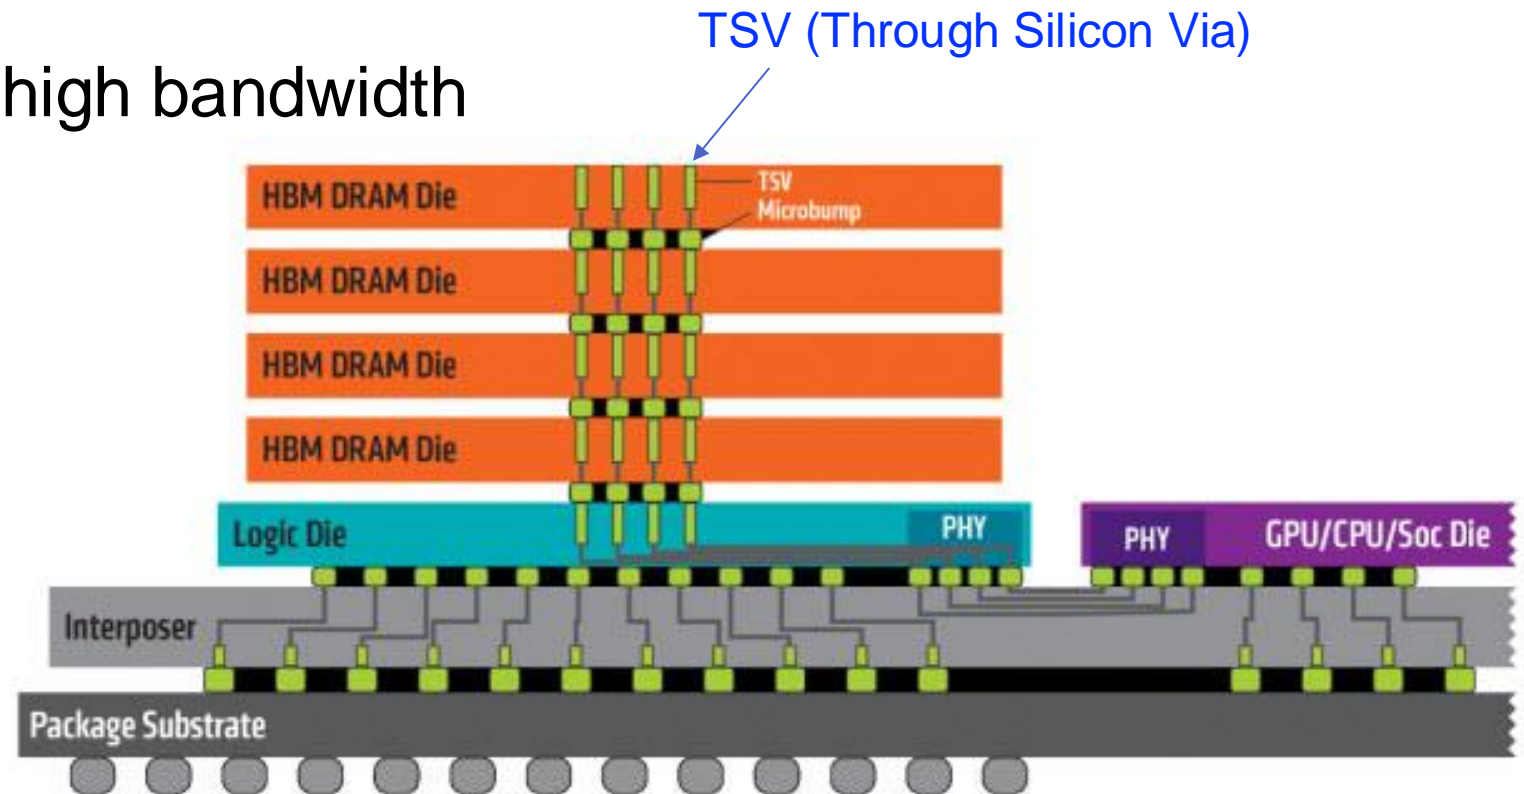 TSV (Through Silicon Via)
high bandwidth
HBM DRAM Die
TSV
Microbump
HBM DRAM Die
HBM DRAM Die
HBM DRAM Die
Logic Die
PHY
PHY
GPU/CPU/Soc Die
Interposer
Package Substrate